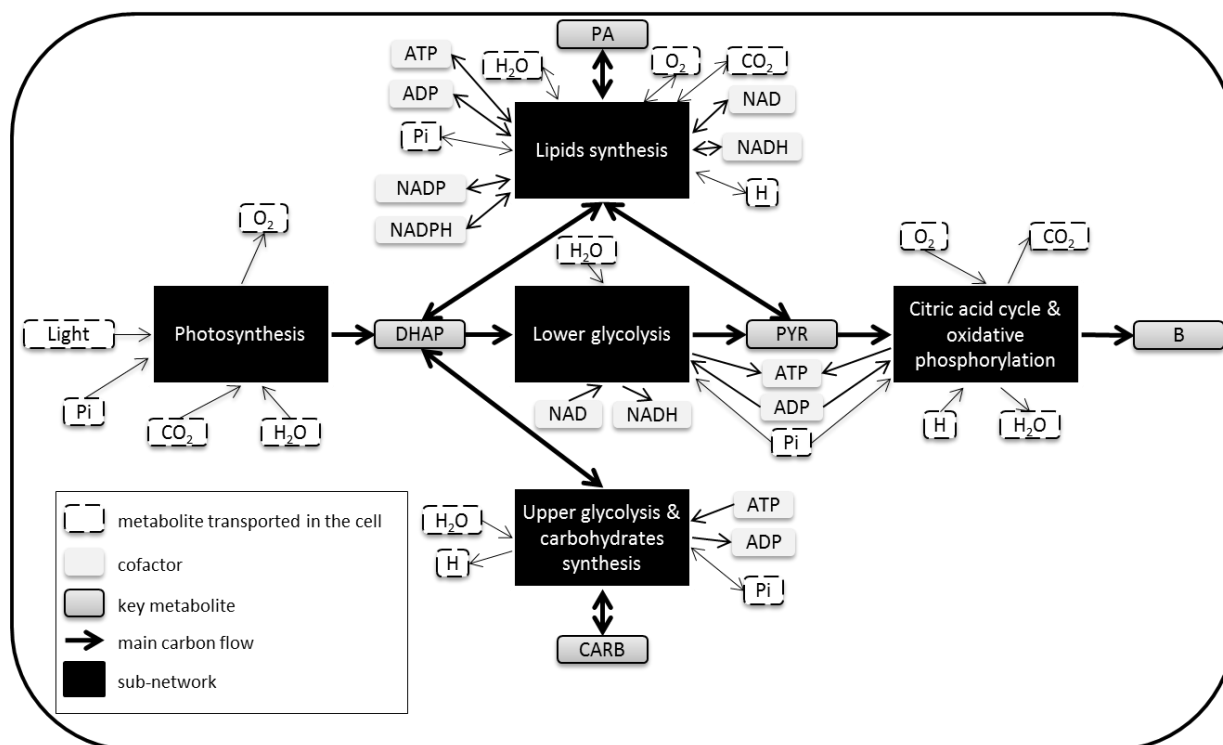 PA
ATP
H₂O
O₂
CO₂
ADP
NAD
Pi
Lipids synthesis
NADH
NADP
H
NADPH
O₂
H₂O
O₂
CO₂
Light
Photosynthesis
DHAP
Lower glycolysis
PYR
Citric acid cycle &
oxidative
phosphorylation
B
ATP
Pi
CO₂
H₂O
NAD
NADH
ADP
Pi
H
H₂O
Upper glycolysis &
carbohydrates
synthesis
H₂O
H
ATP
ADP
Pi
CARB
metabolite transported in the cell
cofactor
key metabolite
main carbon flow
sub-network